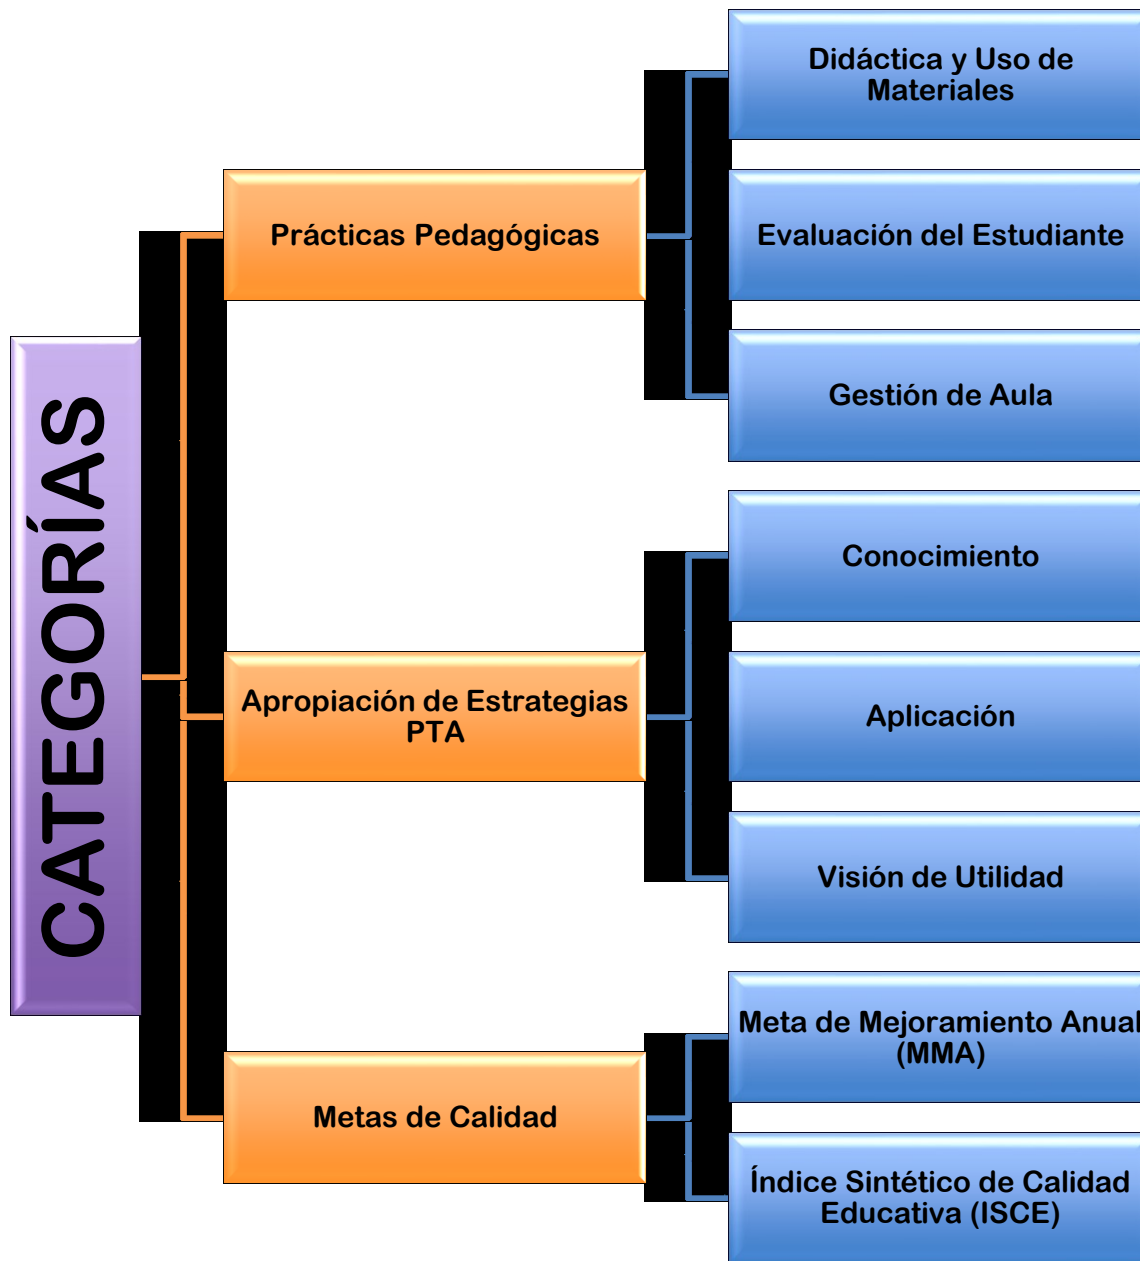 CATEGORÍAS
Prácticas Pedagógicas
Didáctica y Uso de
Materiales
Evaluación del Estudiante
Gestión de Aula
Apropiación de Estrategias
PTA
Conocimiento
Aplicación
Visión de Utilidad
Metas de Calidad
Meta de Mejoramiento Anual
(MMA)
Índice Sintético de Calidad
Educativa (ISCE)